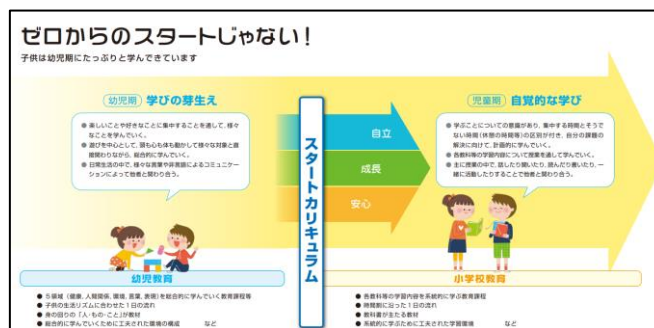 ゼロからのスタートじゃない！
子供は幼児期にたっぷりと学んできています
幼児期 学びの芽生え
● 楽しいことや好きなことに集中することを通して、様々
なことを学んでいく。
● 遊びを中心として、頭も心も体も動かして様々な対象と直
接関わりながら、総合的に学んでいく。
● 日常生活の中で、様々な言葉や非言語によるコミュニケー
ションによって他者と関わり合う。
スタートカリキュラム
自立
成長
安心
児童期 自覚的な学び
● 学ぶことについての意識があり、集中する時間とそうで
ない時間（休憩の時間等）の区別が付き、自分の課題
の解決に向けて、計画的に学んでいく。
● 各教科等の学習内容について授業を通して学んでいく。
● 主に授業の中で、話したり聞いたり、読んだり書いたり、一
緒に活動したりすることで他者と関わり合う。
幼児教育
● ５領域（健康、人間関係、環境、言葉、表現）を総合的に学んでいく教育課程等
● 子供の生活リズムに合わせた１日の流れ
● 身の回りの「人・もの・こと」が教材
● 総合的に学んでいくために工夫された環境の構成 など
小学校教育
● 各教科等の学習内容を系統的に学ぶ教育課程
● 時間割に沿った１日の流れ
● 教科書が主たる教材
● 系統的に学ぶために工夫された学習環境 など